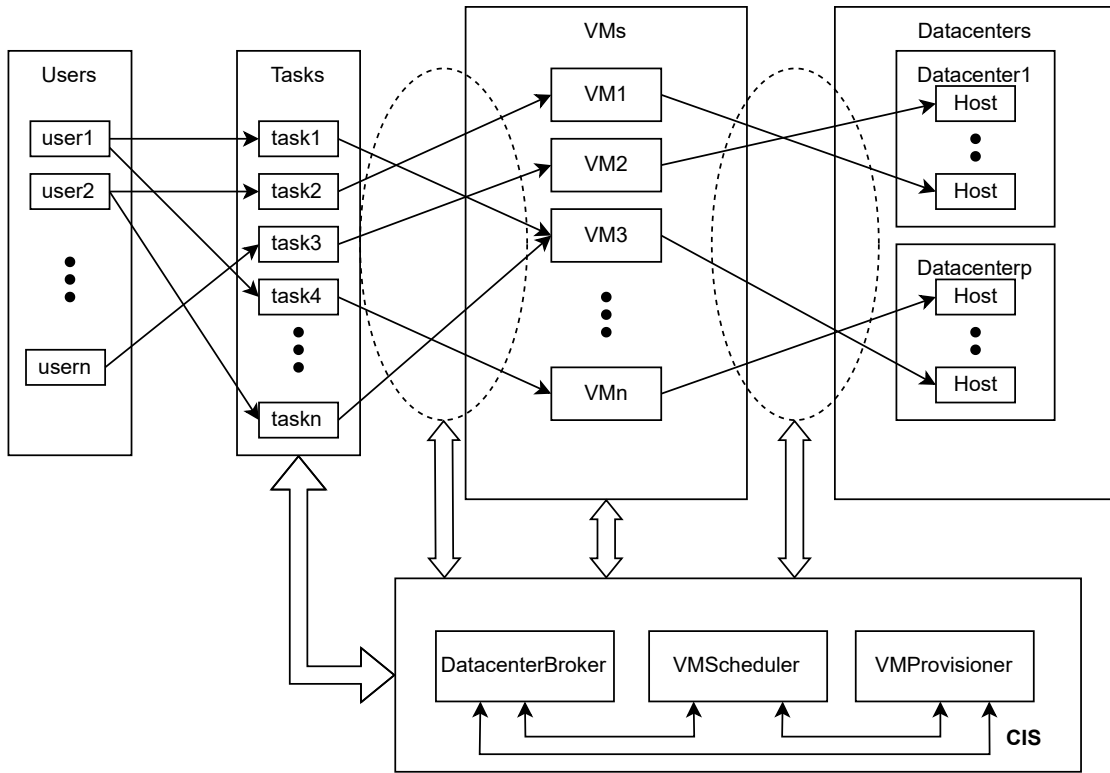 Users
user1
user2
usern
Tasks
task1
task2
task3
task4
taskn
VMs
VM1
VM2
VM3
VMn
Datacenters
Datacenter1
Host
Host
Datacenterp
Host
Host
DatacenterBroker
VMScheduler
VMProvisioner
CIS